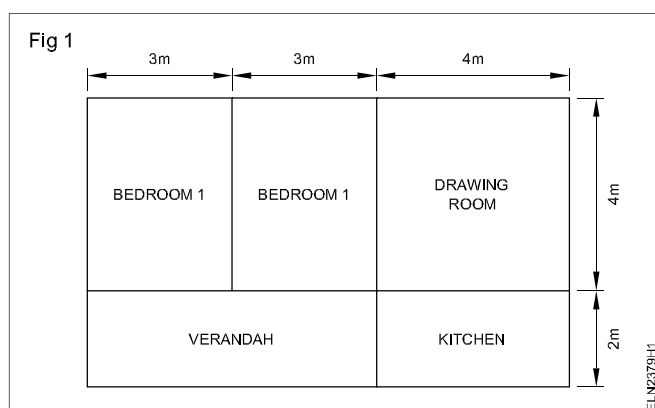 Fig 1
3m 3m 4m
BEDROOM 1 BEDROOM 1 DRAWING
ROOM
4m
VERANDAH KITCHEN
2m
ELN2379H1